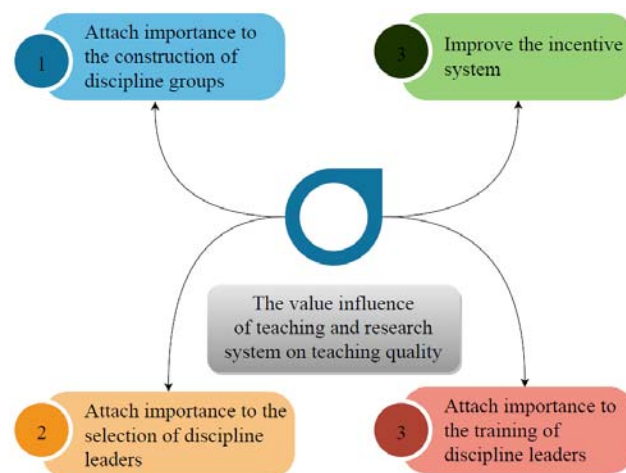 1
Attach importance to
the construction of
discipline groups
3
Improve the incentive
system
The value influence
of teaching and research
system on teaching quality
2
Attach importance to the
selection of discipline
leaders
3
Attach importance to
the training of
discipline leaders